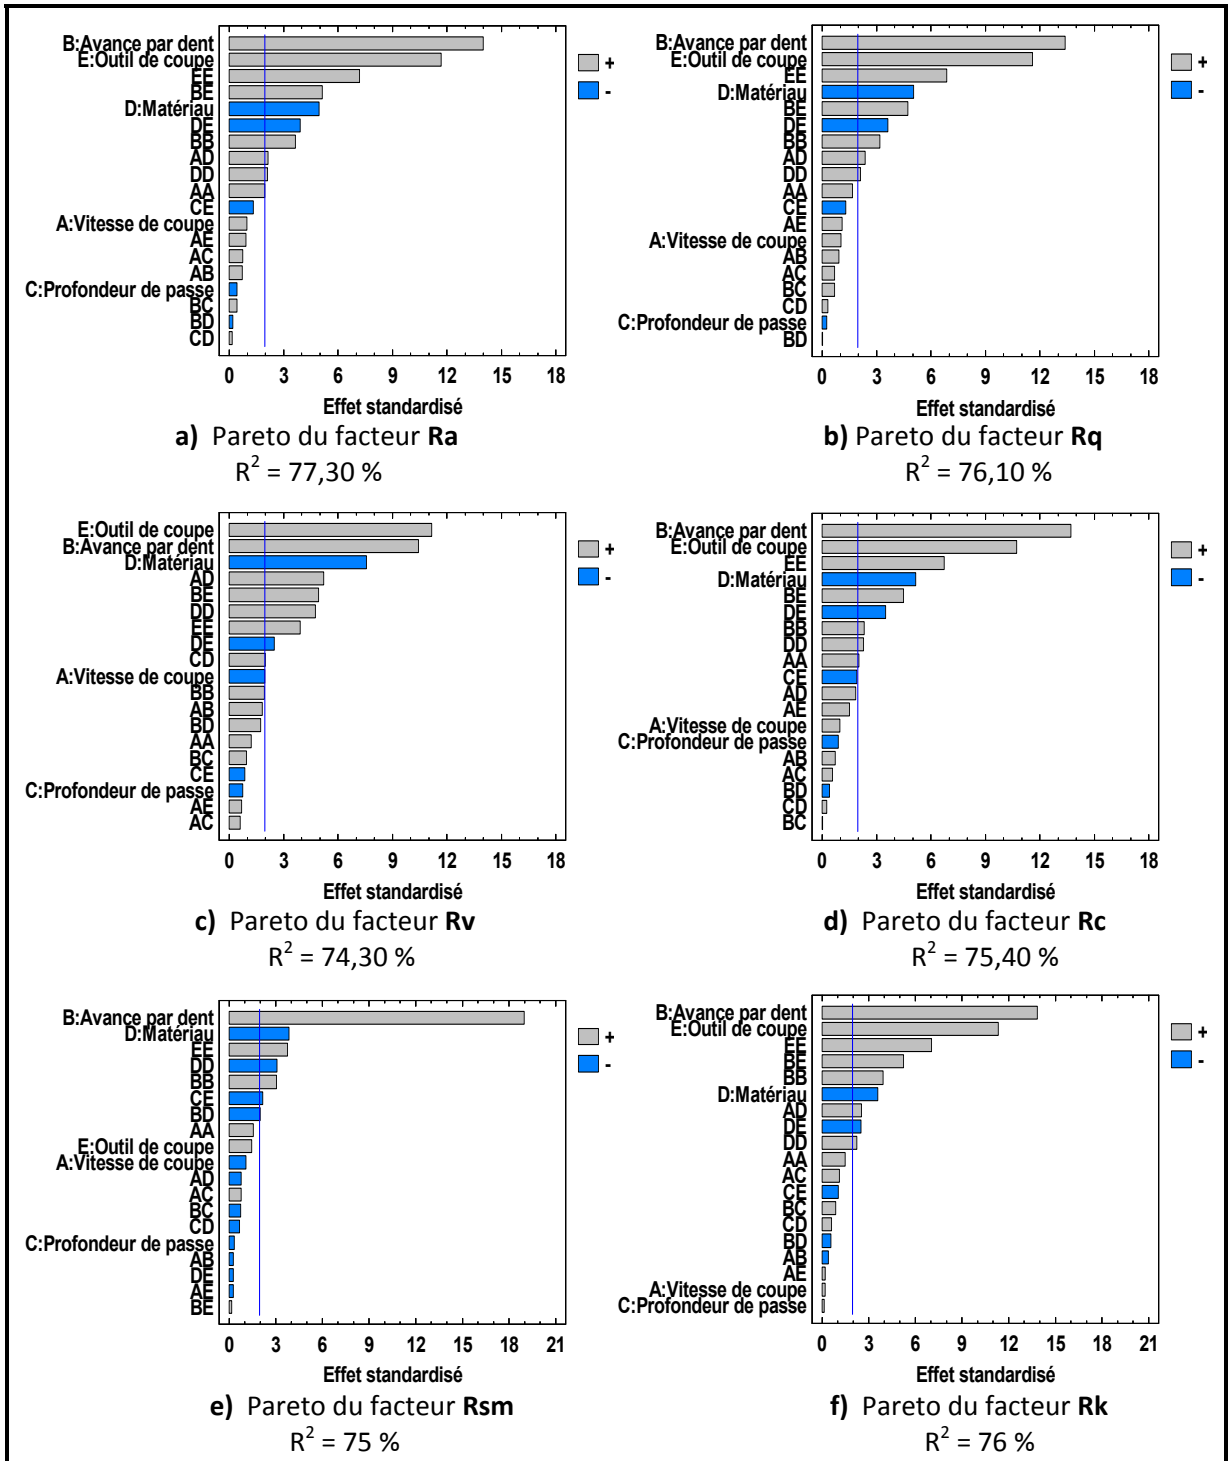 B:Avance par dent
E:Outil de coupe
EE
BE
D:Matériau
DE
BB
AD
DD
AA
CE
A:Vitesse de coupe
AE
AC
AB
C:Profondeur de passe
BC
BD
CD
+
-
0 3 6 9 12 15 18
Effet standardisé
a) Pareto du facteur Ra
R² = 77,30 %
B:Avance par dent
E:Outil de coupe
EE
D:Matériau
BE
DE
BB
AD
DD
AA
CE
AE
A:Vitesse de coupe
AB
AC
BC
CD
C:Profondeur de passe
BD
+
-
0 3 6 9 12 15 18
Effet standardisé
b) Pareto du facteur Rq
R² = 76,10 %
E:Outil de coupe
B:Avance par dent
D:Matériau
AD
BE
DD
EE
DE
CD
A:Vitesse de coupe
BB
AB
BD
AA
BC
CE
C:Profondeur de passe
AE
AC
+
-
0 3 6 9 12 15 18
Effet standardisé
c) Pareto du facteur Rv
R² = 74,30 %
B:Avance par dent
E:Outil de coupe
EE
D:Matériau
BE
DE
BB
DD
AA
CE
AD
AE
A:Vitesse de coupe
C:Profondeur de passe
AB
AC
BD
CD
BC
+
-
0 3 6 9 12 15 18
Effet standardisé
d) Pareto du facteur Rc
R² = 75,40 %
B:Avance par dent
D:Matériau
EE
DD
BB
CE
BD
AA
E:Outil de coupe
A:Vitesse de coupe
AD
AC
BC
CD
C:Profondeur de passe
AB
DE
AE
BE
+
-
0 3 6 9 12 15 18 21
Effet standardisé
e) Pareto du facteur Rsm
R² = 75 %
B:Avance par dent
E:Outil de coupe
EE
BE
BB
D:Matériau
AD
DE
DD
AA
AC
CE
BC
CD
BD
AB
AE
A:Vitesse de coupe
C:Profondeur de passe
+
-
0 3 6 9 12 15 18 21
Effet standardisé
f) Pareto du facteur Rk
R² = 76 %